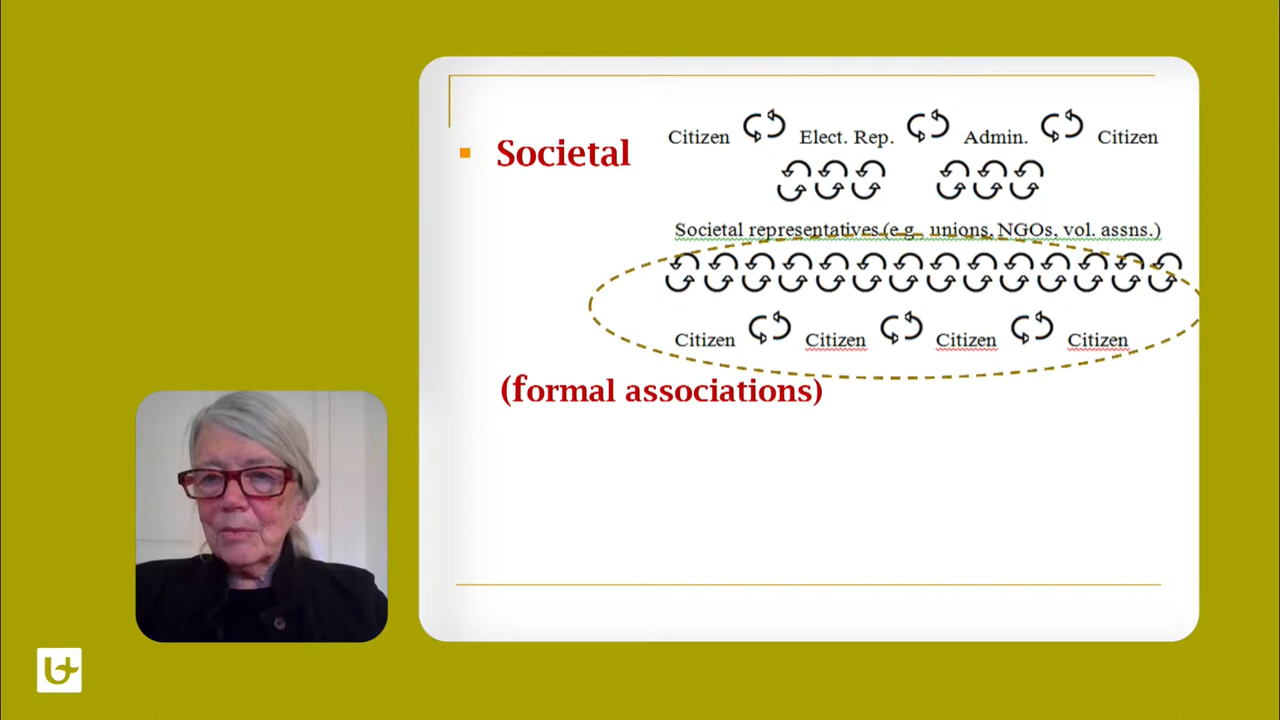 Citizen Elect. Rep. Admin. Citizen
Societal
Societal representatives (e.g., unions, NGOs, vol. assns.)
Citizen Citizen Citizen Citizen
(formal associations)